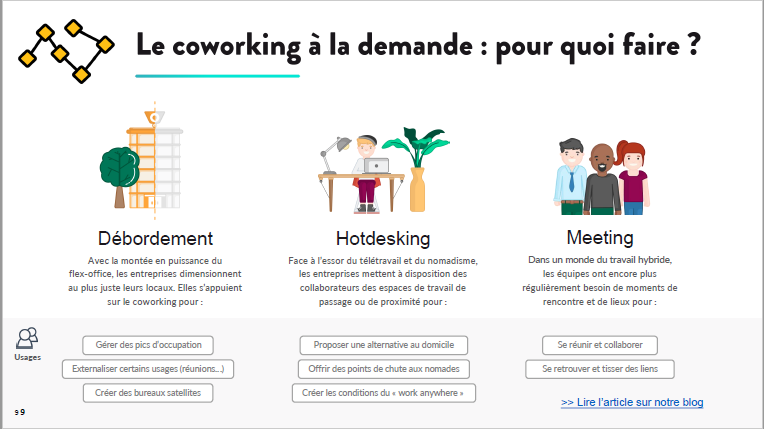 Le coworking à la demande : pour quoi faire ?
Débordement
Avec la montée en puissance du
flex-office, les entreprises dimensionnent
au plus juste leurs locaux. Elles s'appuient
sur le coworking pour :
Hotdesking
Face à l'essor du télétravail et du nomadisme,
les entreprises mettent à disposition des
collaborateurs des espaces de travail de
passage ou de proximité pour :
Meeting
Dans un monde du travail hybride,
les équipes ont encore plus
régulièrement besoin de moments de
rencontre et de lieux pour :
Usages
Gérer des pics d'occupation
Externaliser certains usages (réunions...)
Créer des bureaux satellites
Proposer une alternative au domicile
Offrir des points de chute aux nomades
Créer les conditions du « work anywhere »
Se réunir et collaborer
Se retrouver et tisser des liens
>> Lire l'article sur notre blog
9 9